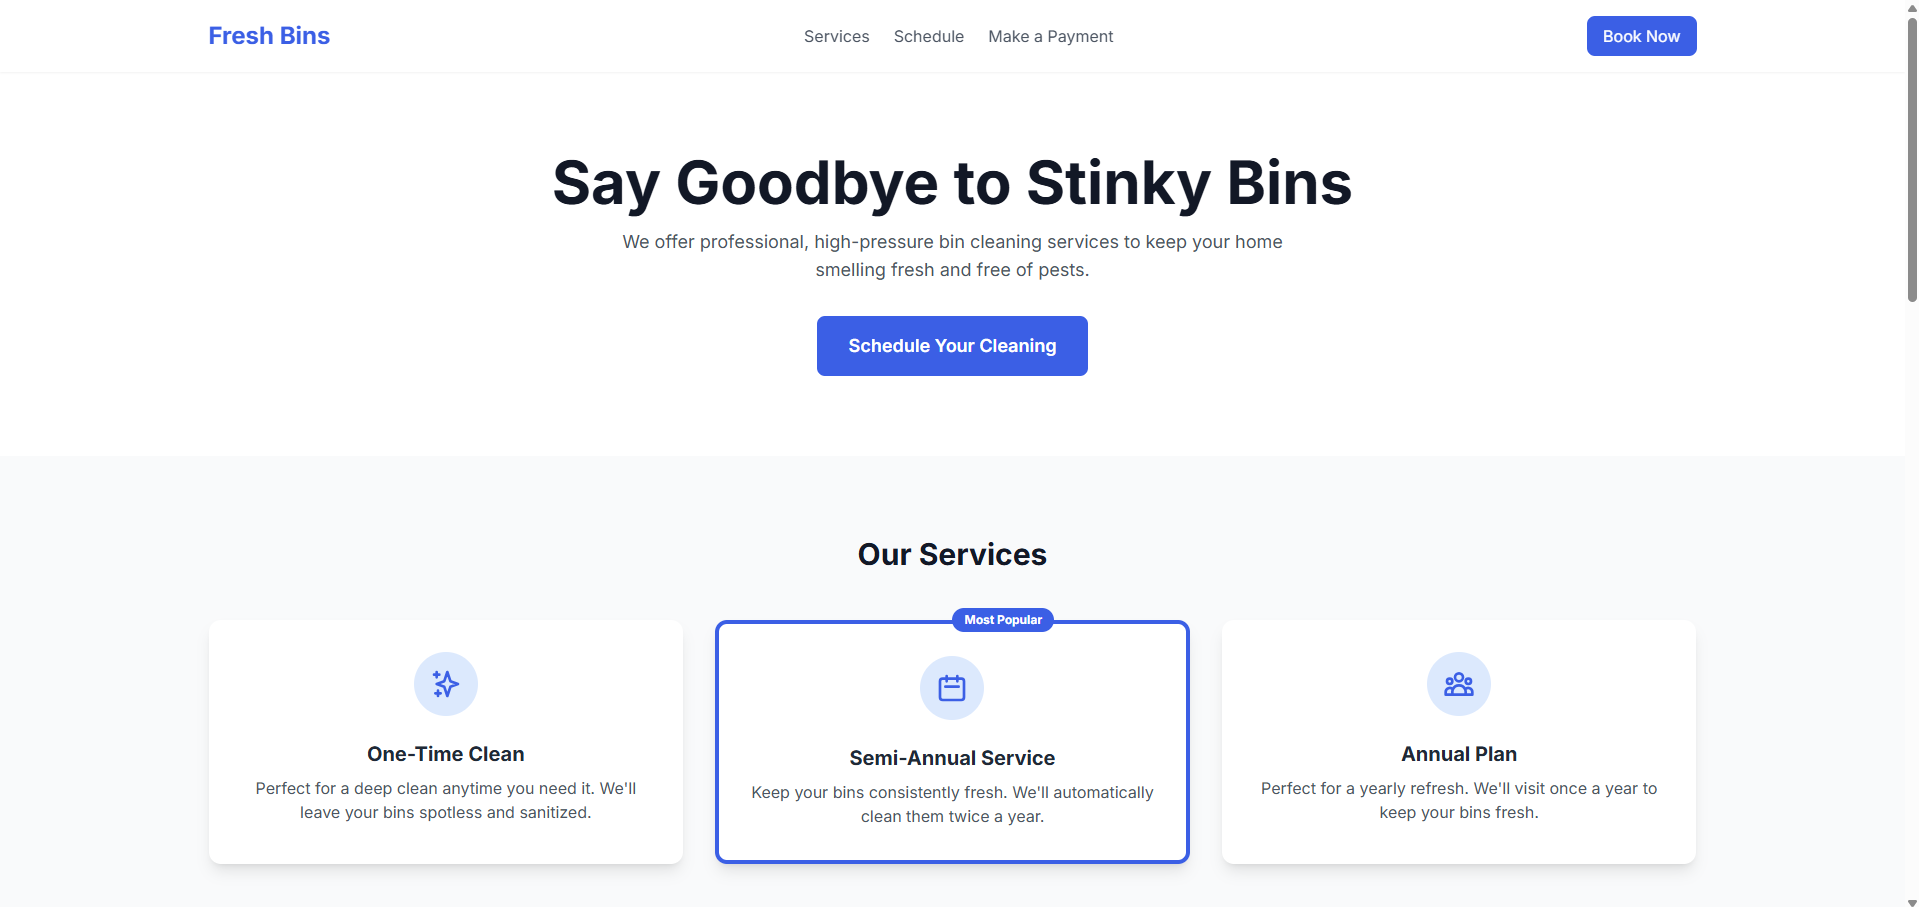 Fresh Bins
Services
Schedule
Make a Payment
Book Now
Say Goodbye to Stinky Bins
We offer professional, high-pressure bin cleaning services to keep your home
smelling fresh and free of pests.
Schedule Your Cleaning
Our Services
One-Time Clean
Perfect for a deep clean anytime you need it. We'll
leave your bins spotless and sanitized.
Most Popular
Semi-Annual Service
Keep your bins consistently fresh. We'll automatically
clean them twice a year.
Annual Plan
Perfect for a yearly refresh. We'll visit once a year to
keep your bins fresh.